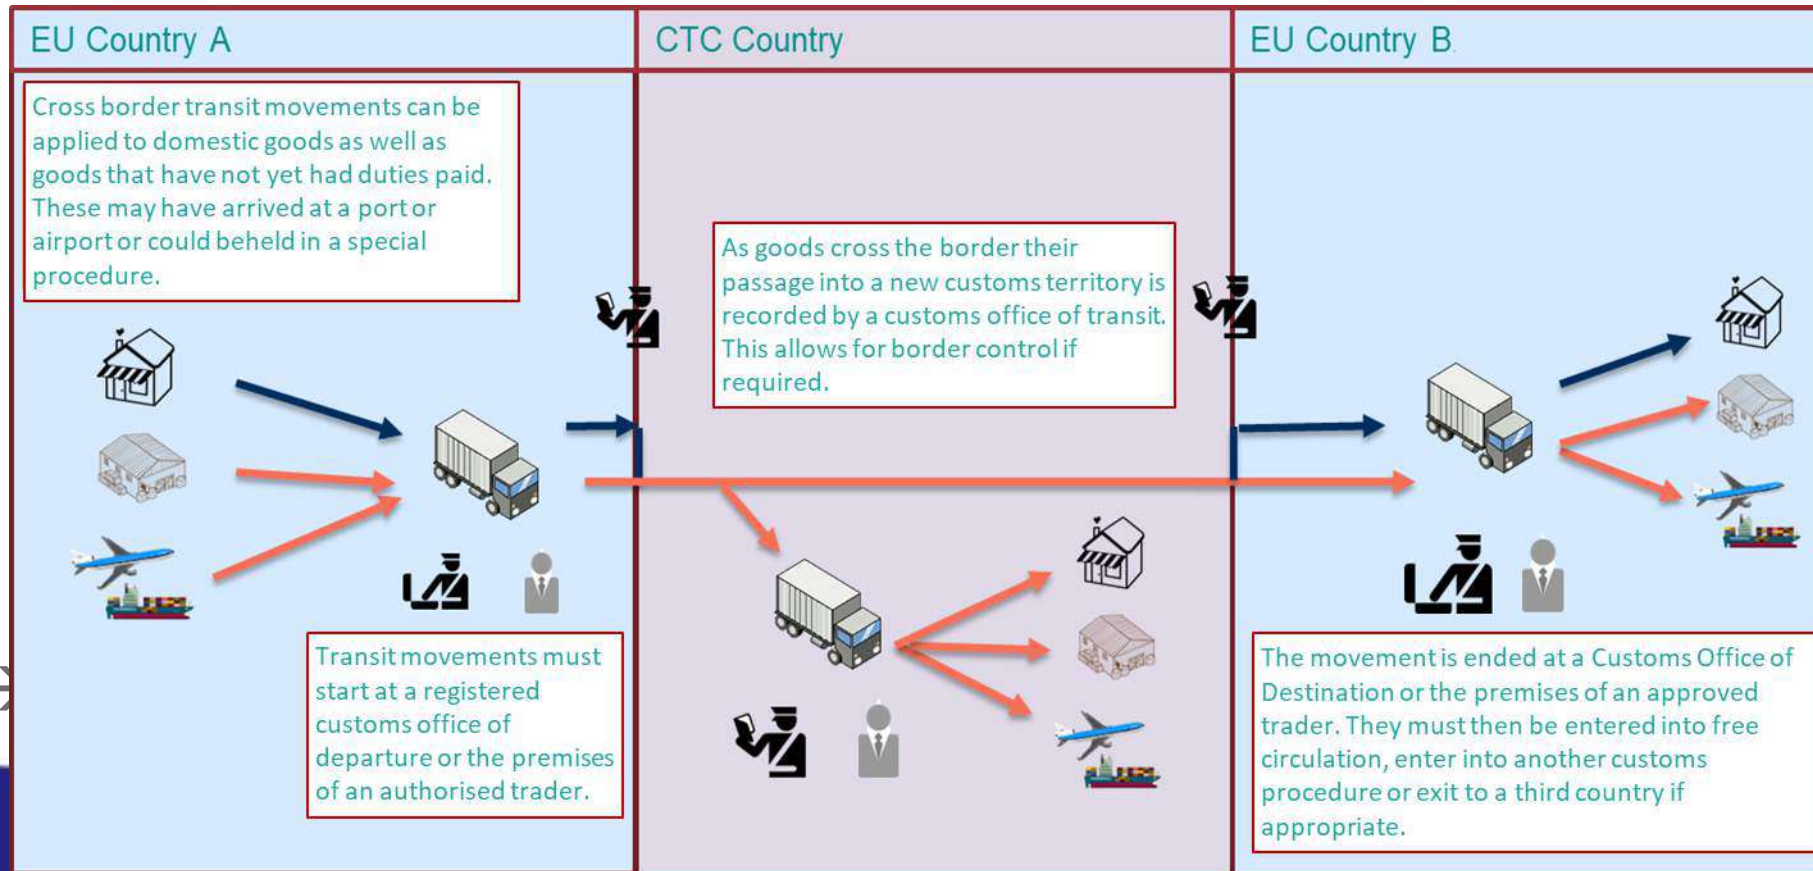 EU Country A
CTC Country
EU Country B
Cross border transit movements can be
applied to domestic goods as well as
goods that have not yet had duties paid.
These may have arrived at a port or
airport or could beheld in a special
procedure.
Transit movements must
start at a registered
customs office of
departure or the premises
of an authorised trader.
As goods cross the border their
passage into a new customs territory is
recorded by a customs office of transit.
This allows for border control if
required.
The movement is ended at a Customs Office of
Destination or the premises of an approved
trader. They must then be entered into free
circulation, enter into another customs
procedure or exit to a third country if
appropriate.